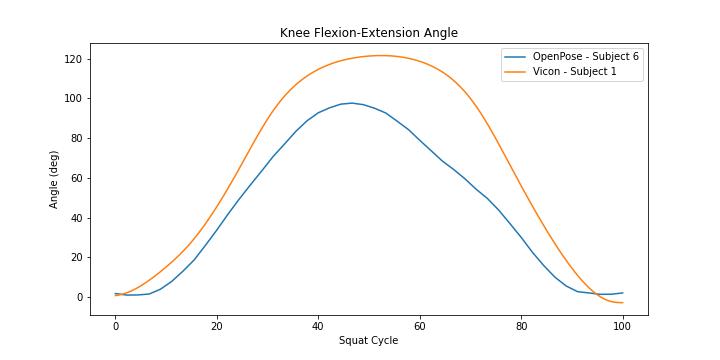 Knee Flexion-Extension Angle
OpenPose - Subject 6
Vicon - Subject 1
Angle (deg)
120
100
80
60
40
20
0
0 20 40 60 80 100
Squat Cycle